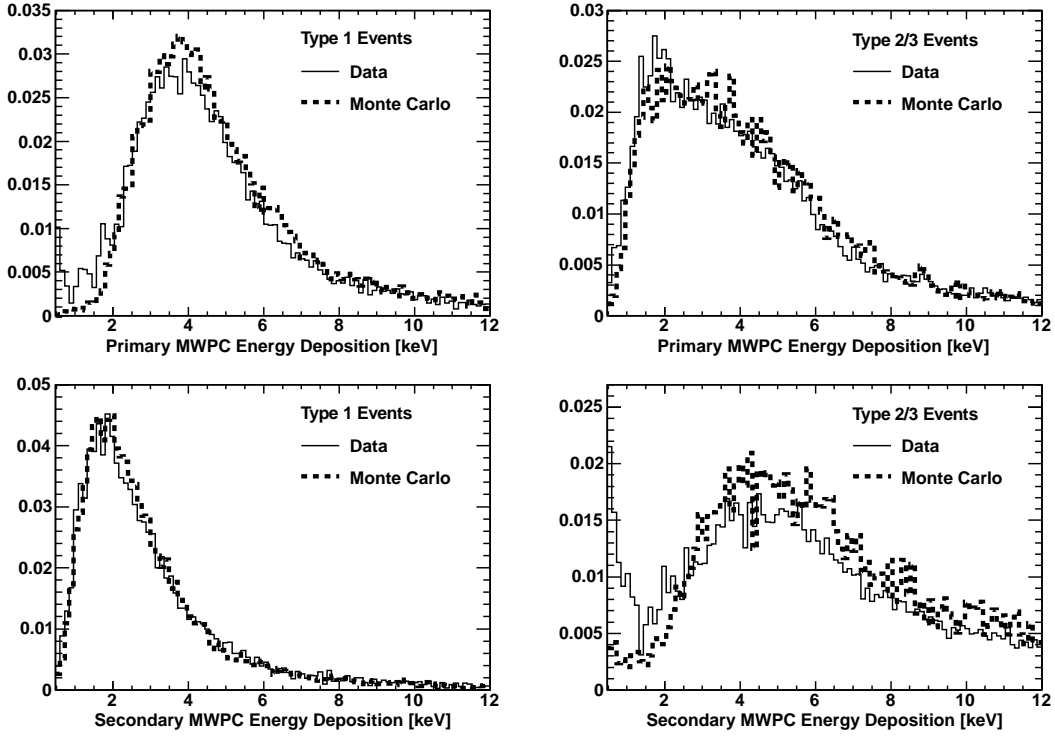 0.035
0.03
0.025
0.02
0.015
0.01
0.005
0
Type 1 Events
Data
Monte Carlo
2 4 6 8 10 12
Primary MWPC Energy Deposition [keV]
0.03
0.025
0.02
0.015
0.01
0.005
0
Type 2/3 Events
Data
Monte Carlo
2 4 6 8 10 12
Primary MWPC Energy Deposition [keV]
0.05
0.04
0.03
0.02
0.01
0
Type 1 Events
Data
Monte Carlo
2 4 6 8 10 12
Secondary MWPC Energy Deposition [keV]
0.025
0.02
0.015
0.01
0.005
0
Type 2/3 Events
Data
Monte Carlo
2 4 6 8 10 12
Secondary MWPC Energy Deposition [keV]